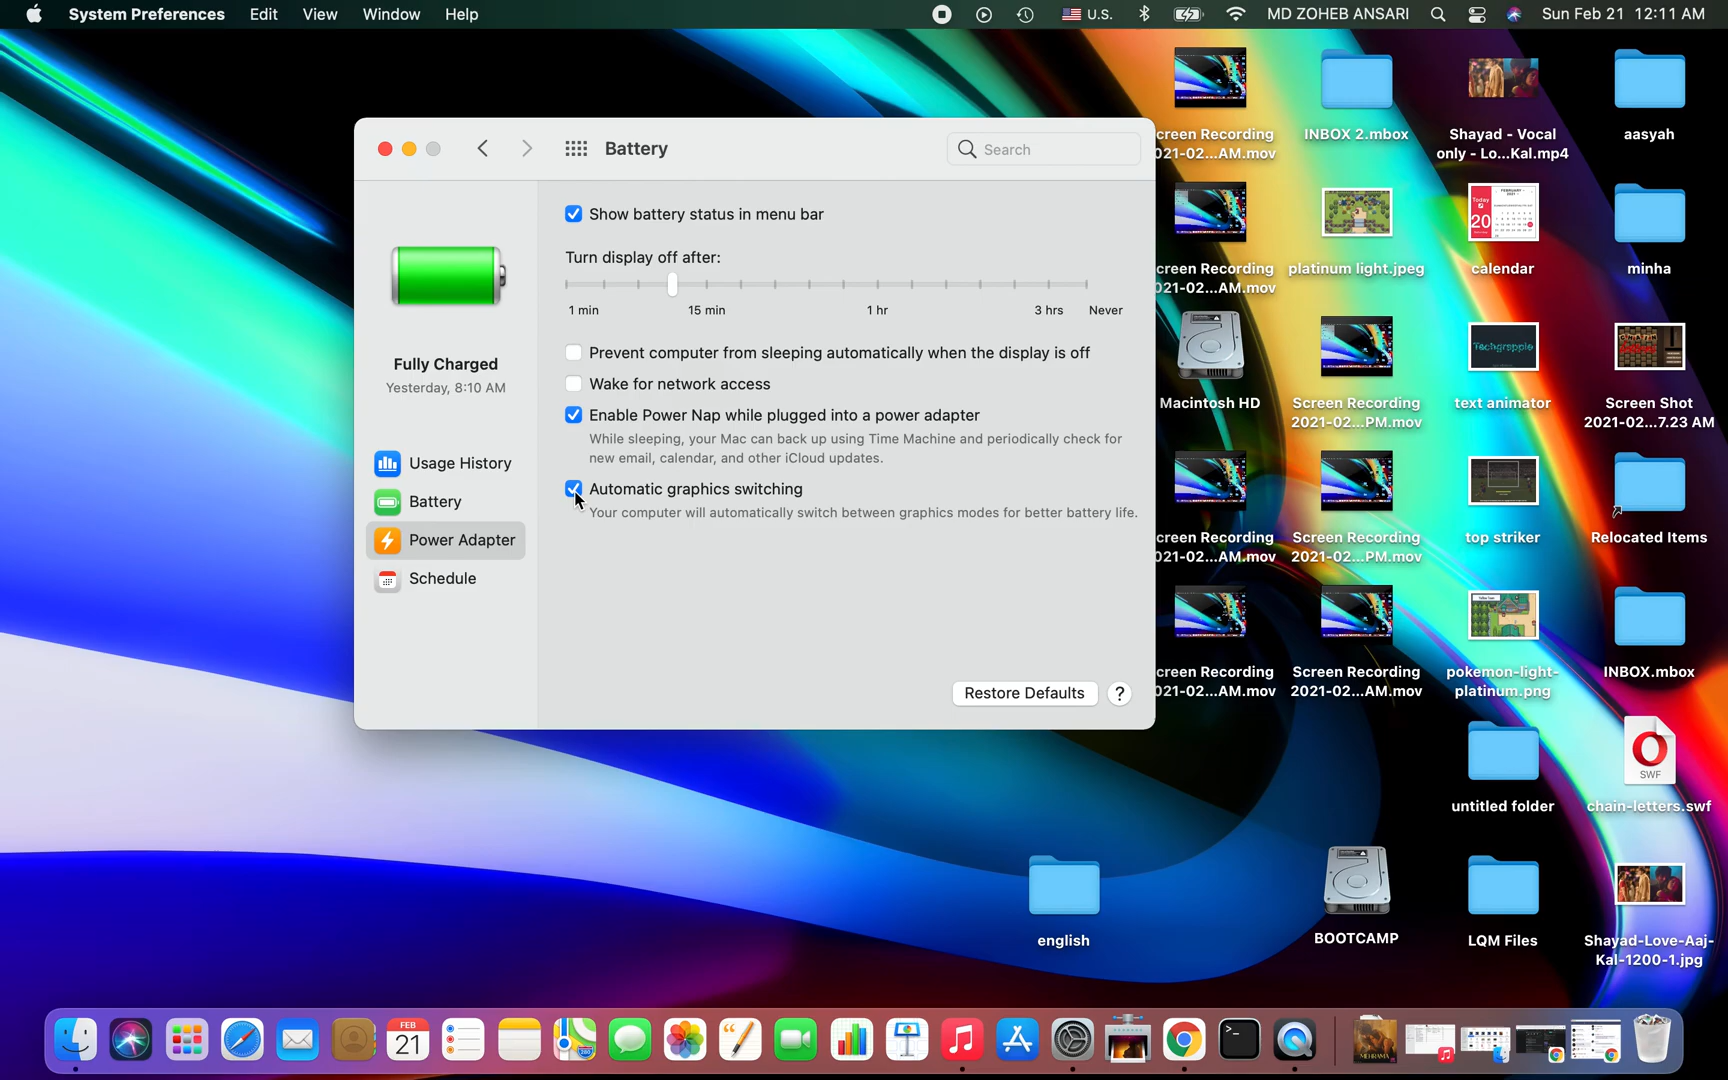 System Preferences Edit View Window Help U.S. MD ZOHEB ANSARI Sun Feb 21 12:11 AM
Battery
Search
Show battery status in menu bar
Turn display off after:
1 min 15 min 1 hr 3 hrs Never
Fully Charged
Yesterday, 8:10 AM
Prevent computer from sleeping automatically when the display is off
Wake for network access
Enable Power Nap while plugged into a power adapter
While sleeping, your Mac can back up using Time Machine and periodically check for
new email, calendar, and other iCloud updates.
Automatic graphics switching
Your computer will automatically switch between graphics modes for better battery life.
Usage History
Battery
Power Adapter
Schedule
Restore Defaults ?
creen Recording
021-02...AM.mov
INBOX 2.mbox
Shayad - Vocal
only - Lo...Kal.mp4
aasyah
creen Recording
021-02...AM.mov
platinum light.jpeg
Today
20
calendar
minha
Macintosh HD
Screen Recording
2021-02...PM.mov
Techgrapple
text animator
Screen Shot
2021-02...7.23 AM
creen Recording
021-02...AM.mov
Screen Recording
2021-02...PM.mov
top striker
Relocated Items
creen Recording
021-02...AM.mov
Screen Recording
2021-02...AM.mov
pokemon-light-
platinum.png
INBOX.mbox
untitled folder
SWF
chain-letters.swf
english
BOOTCAMP
LQM Files
Shayad-Love-Aaj-
Kal-1200-1.jpg
FEB
21